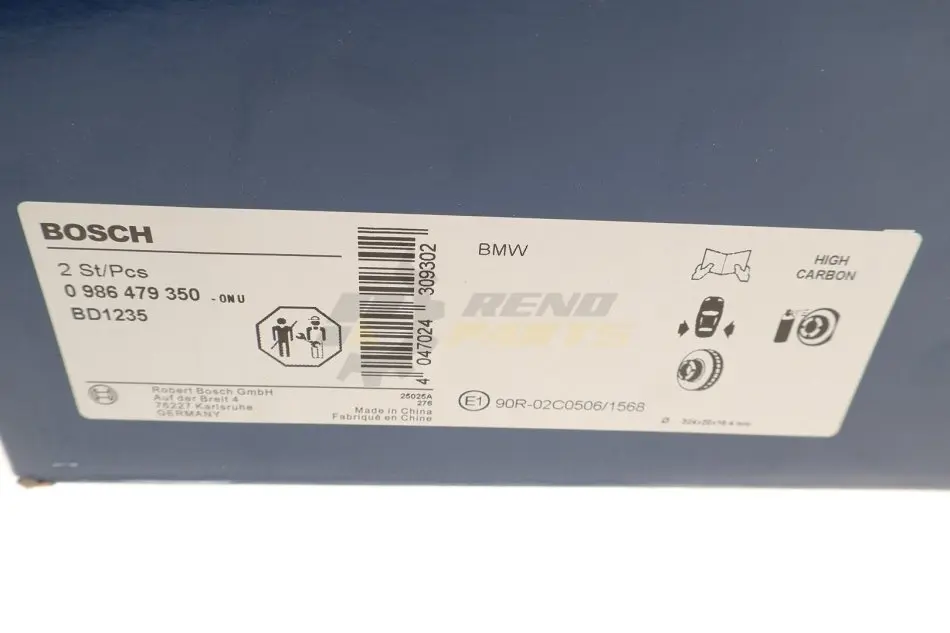 BOSCH
2 St/Pcs
0 986 479 350 -0NU
BD1235
Robert Bosch GmbH
Auf der Breit 4
76227 Karlsruhe
GERMANY
4 047024 309302
25025A
276
Made in China
Fabriqué en Chine
BMW
RENO
PARTS
E1 90R-02C0506/1568
HIGH
CARBON
Ø mm